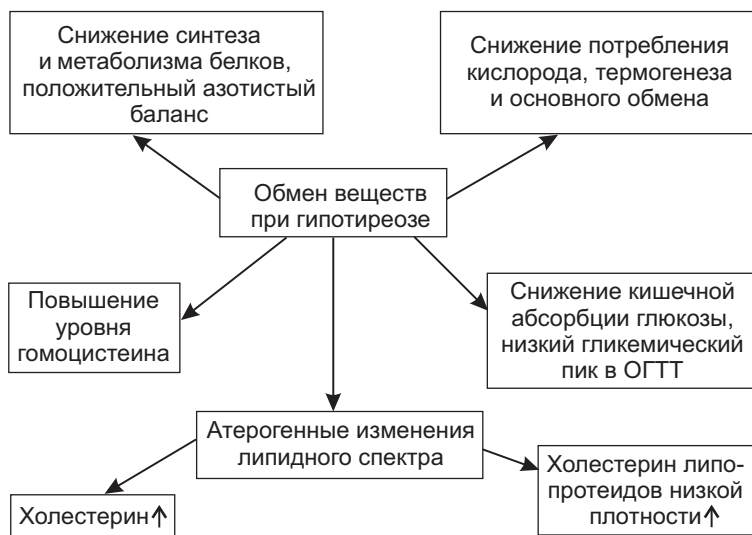 Снижение синтеза
и метаболизма белков,
положительный азотистый
баланс
Снижение потребления
кислорода, термогенеза
и основного обмена
Обмен веществ
при гипотиреозе
Повышение
уровня
гомоцистеина
Снижение кишечной
абсорбции глюкозы,
низкий гликемический
пик в ОГТТ
Атерогенные изменения
липидного спектра
Холестерин↑
Холестерин липо-
протеидов низкой
плотности↑